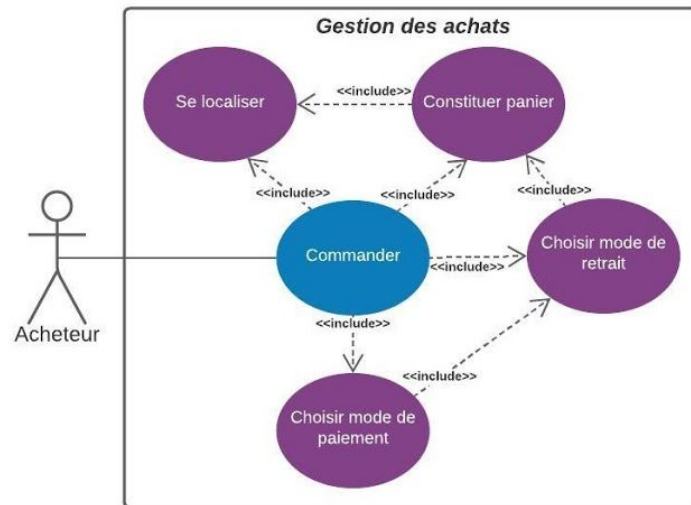 Gestion des achats
Se localiser
<<include>>
Constituer panier
<<include>>
<<include>>
<<include>>
Choisir mode de
retrait
Commander
<<include>>
Acheteur
<<include>>
<<include>>
Choisir mode de
paiement